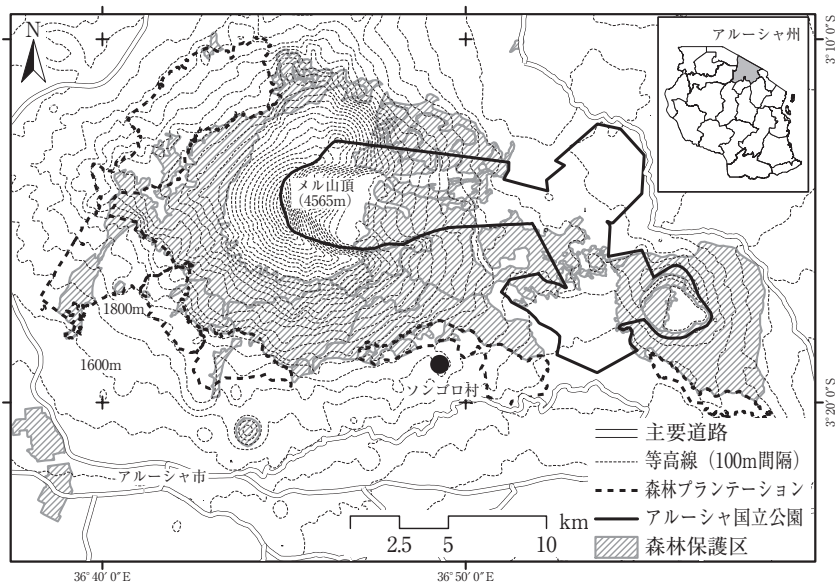 アルーシャ州
N
3°10′0″S
メル山頂
(4565m)
1800m
1600m
ソンゴロ村
3°20′0″S
アルーシャ市
主要道路
等高線（100m間隔）
森林プランテーション
アルーシャ国立公園
森林保護区
km
2.5 5 10
36°40′0″E 36°50′0″E